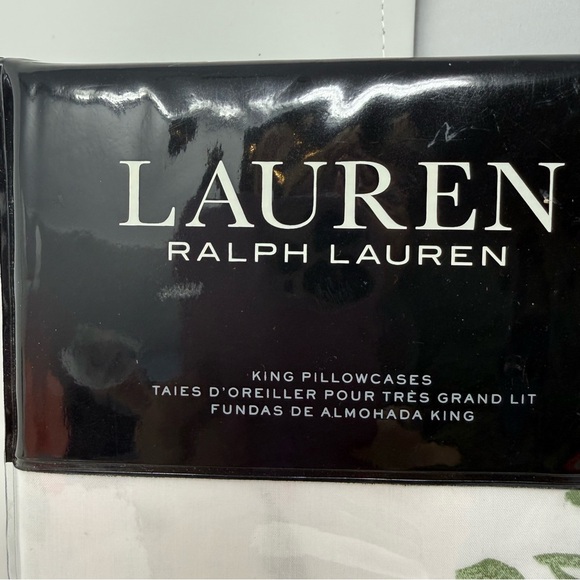 LAUREN
RALPH LAUREN
KING PILLOWCASES
TAIES D'OREILLER POUR TRÈS GRAND LIT
FUNDAS DE ALMOHADA KING